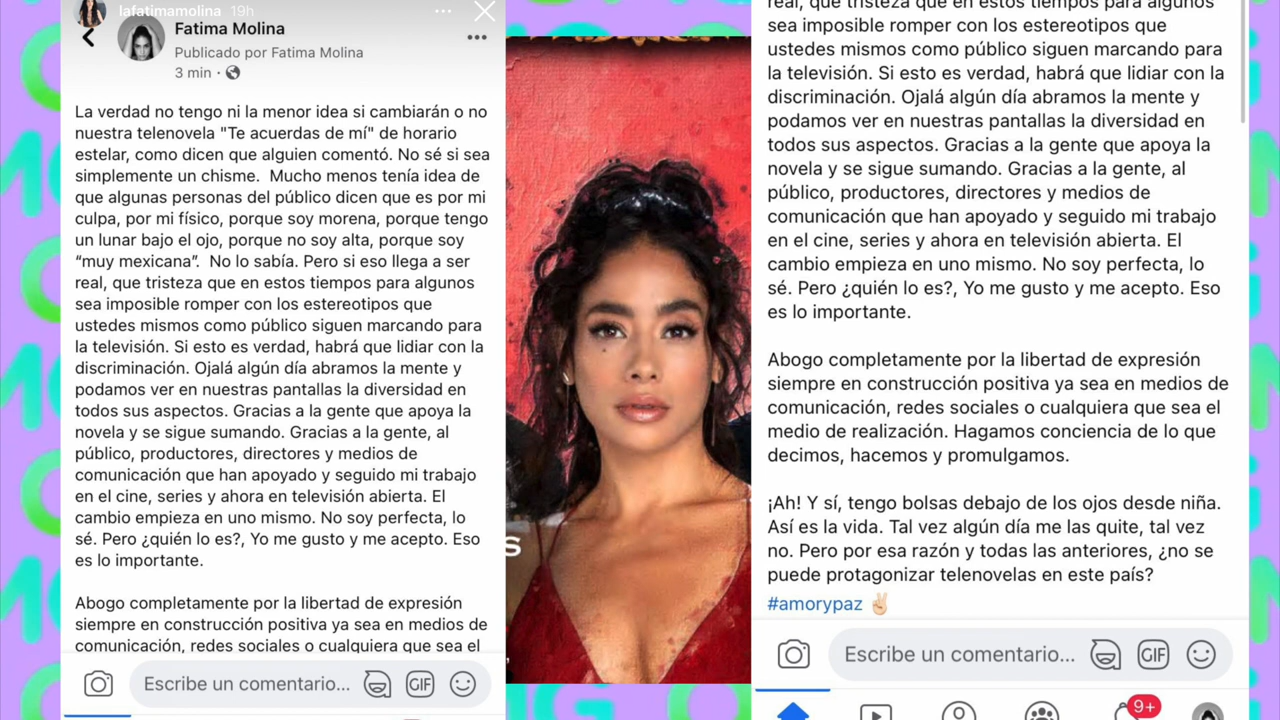 lafatimamolina 19h
Fatima Molina
Publicado por Fatima Molina
3 min ·
La verdad no tengo ni la menor idea si cambiarán o no
nuestra telenovela "Te acuerdas de mí" de horario
estelar, como dicen que alguien comentó. No sé si sea
simplemente un chisme.  Mucho menos tenía idea de
que algunas personas del público dicen que es por mi
culpa, por mi físico, porque soy morena, porque tengo
un lunar bajo el ojo, porque no soy alta, porque soy
“muy mexicana”.  No lo sabía. Pero si eso llega a ser
real, que tristeza que en estos tiempos para algunos
sea imposible romper con los estereotipos que
ustedes mismos como público siguen marcando para
la televisión. Si esto es verdad, habrá que lidiar con la
discriminación. Ojalá algún día abramos la mente y
podamos ver en nuestras pantallas la diversidad en
todos sus aspectos. Gracias a la gente que apoya la
novela y se sigue sumando. Gracias a la gente, al
público, productores, directores y medios de
comunicación que han apoyado y seguido mi trabajo
en el cine, series y ahora en televisión abierta. El
cambio empieza en uno mismo. No soy perfecta, lo
sé. Pero ¿quién lo es?, Yo me gusto y me acepto. Eso
es lo importante.
Abogo completamente por la libertad de expresión
siempre en construcción positiva ya sea en medios de
comunicación, redes sociales o cualquiera que sea el
Escribe un comentario...
GIF
s
real, que tristeza que en estos tiempos para algunos
sea imposible romper con los estereotipos que
ustedes mismos como público siguen marcando para
la televisión. Si esto es verdad, habrá que lidiar con la
discriminación. Ojalá algún día abramos la mente y
podamos ver en nuestras pantallas la diversidad en
todos sus aspectos. Gracias a la gente que apoya la
novela y se sigue sumando. Gracias a la gente, al
público, productores, directores y medios de
comunicación que han apoyado y seguido mi trabajo
en el cine, series y ahora en televisión abierta. El
cambio empieza en uno mismo. No soy perfecta, lo
sé. Pero ¿quién lo es?, Yo me gusto y me acepto. Eso
es lo importante.
Abogo completamente por la libertad de expresión
siempre en construcción positiva ya sea en medios de
comunicación, redes sociales o cualquiera que sea el
medio de realización. Hagamos conciencia de lo que
decimos, hacemos y promulgamos.
¡Ah! Y sí, tengo bolsas debajo de los ojos desde niña.
Así es la vida. Tal vez algún día me las quite, tal vez
no. Pero por esa razón y todas las anteriores, ¿no se
puede protagonizar telenovelas en este país?
#amorypaz ✌🏻
Escribe un comentario...
GIF
9+